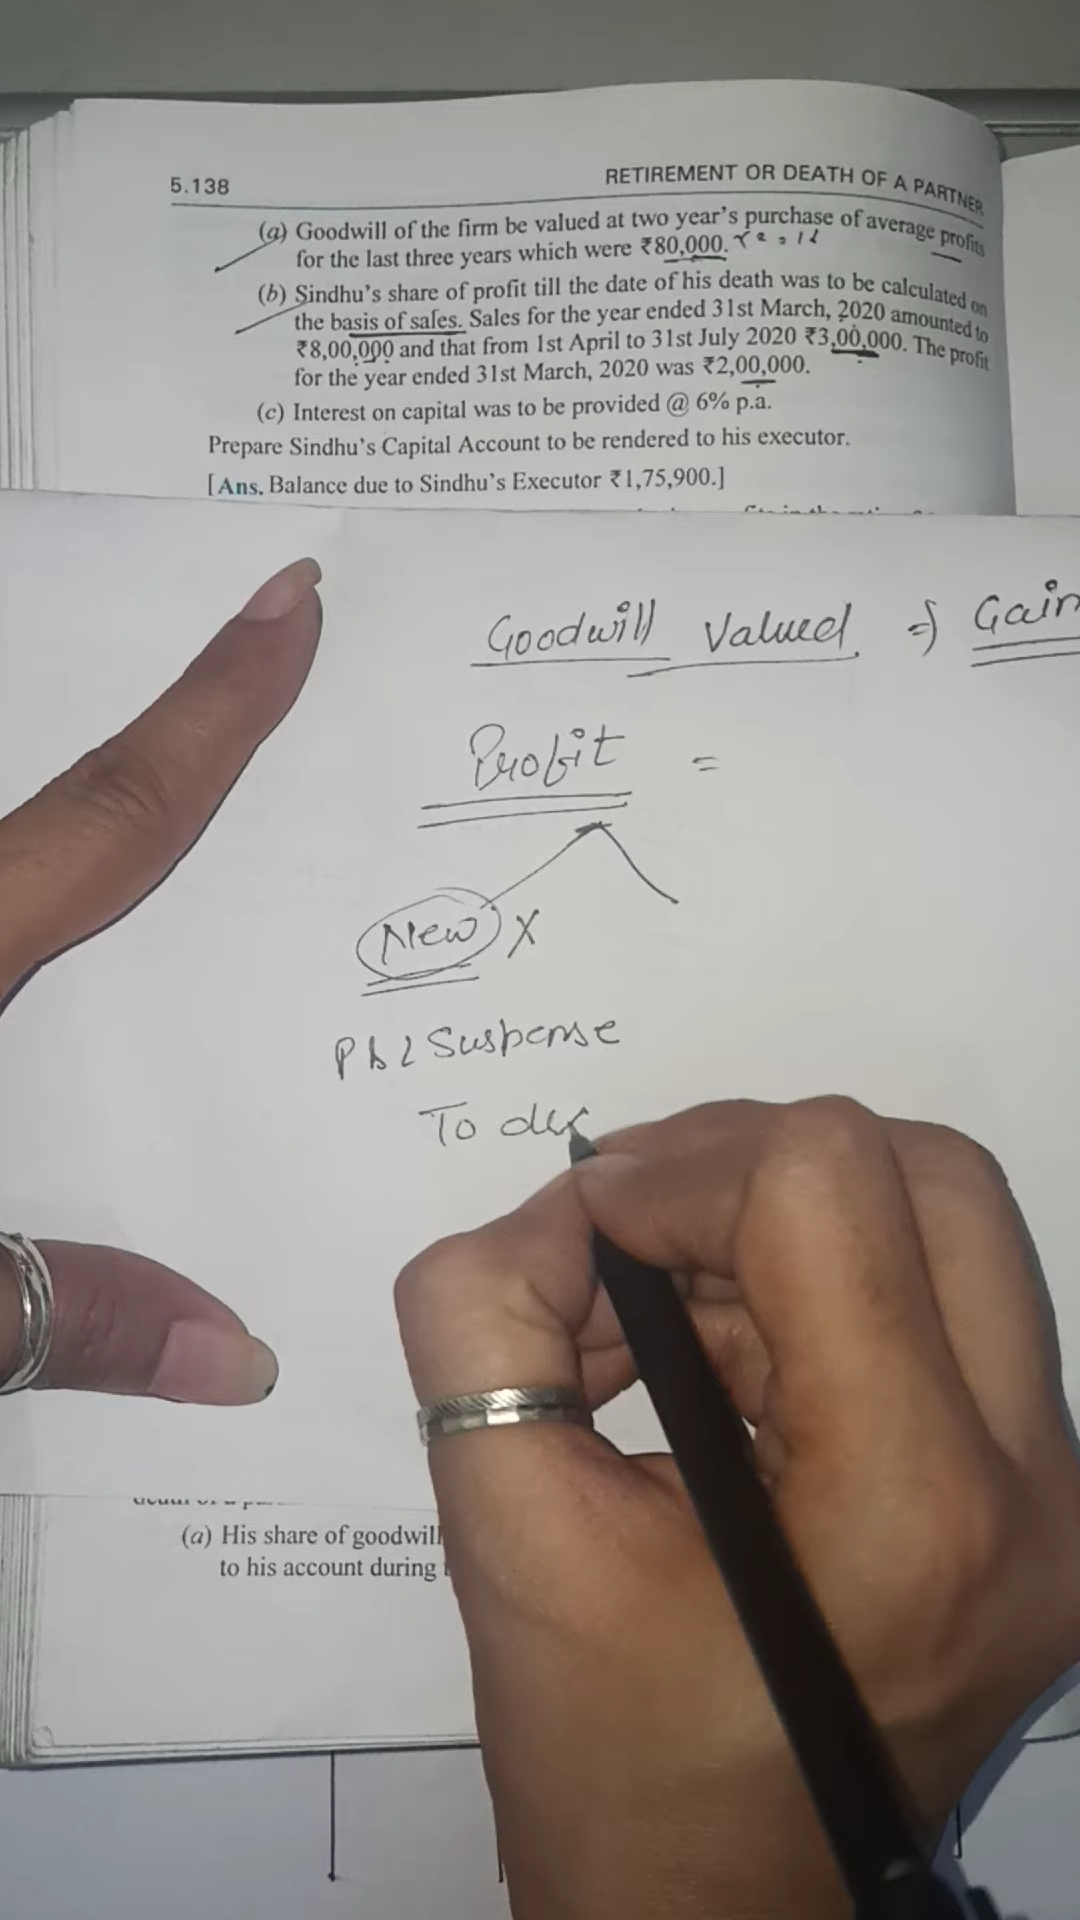 5.138
RETIREMENT OR DEATH OF A PARTNER
(a) Goodwill of the firm be valued at two year's purchase of average profits
for the last three years which were ₹80,000.
(b) Sindhu's share of profit till the date of his death was to be calculated on
the basis of sales. Sales for the year ended 31st March, 2020 amounted to
₹8,00,000 and that from 1st April to 31st July 2020 ₹3,00,000. The profit
for the year ended 31st March, 2020 was ₹2,00,000.
(c) Interest on capital was to be provided @ 6% p.a.
Prepare Sindhu's Capital Account to be rendered to his executor.
[Ans. Balance due to Sindhu's Executor ₹1,75,900.]
Goodwill Valued ⇒ Gain
Profit =
New X
P&L Suspense
To dec
(a) His share of goodwill
to his account during